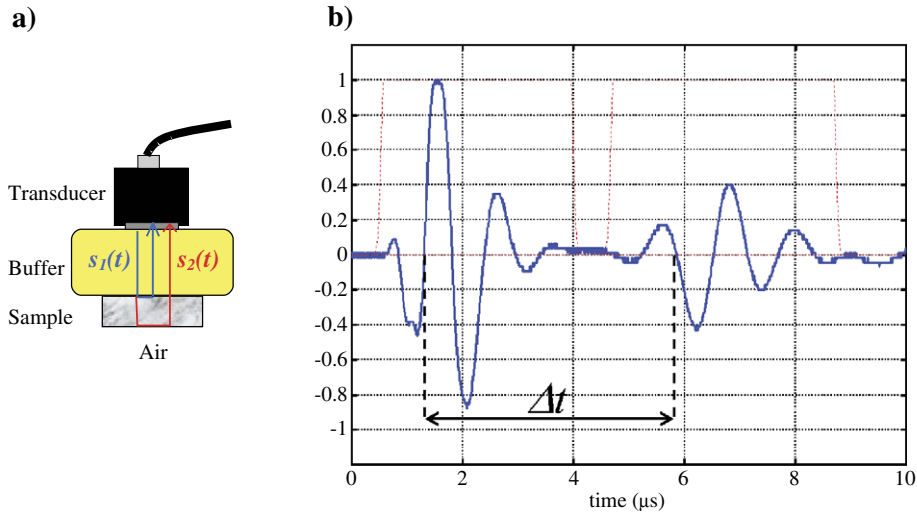 a)
Transducer
Buffer
s₁(t)
s₂(t)
Sample
Air
b)
1
0.8
0.6
0.4
0.2
0
-0.2
-0.4
-0.6
-0.8
-1
Δt
0 2 4 6 8 10
time (µs)